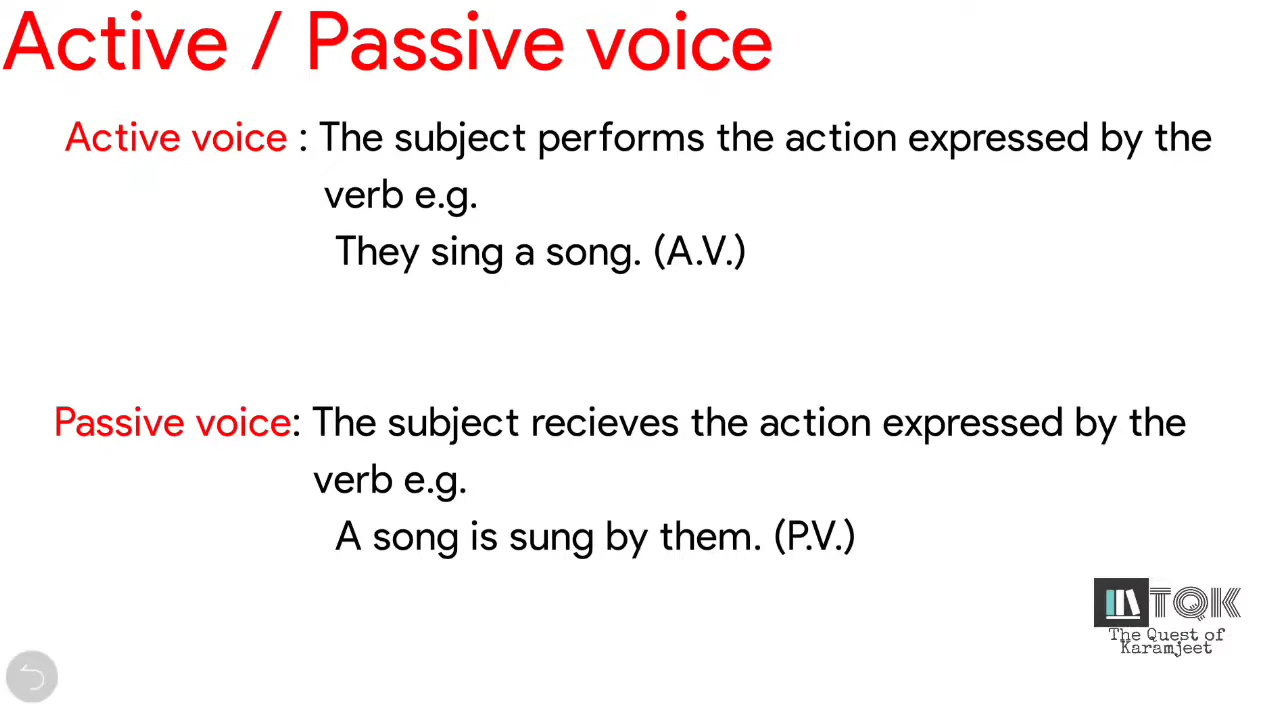 Active / Passive voice
Active voice : The subject performs the action expressed by the
verb e.g.
They sing a song. (A.V.)
Passive voice: The subject recieves the action expressed by the
verb e.g.
A song is sung by them. (P.V.)
TQK
The Quest of
Karamjeet